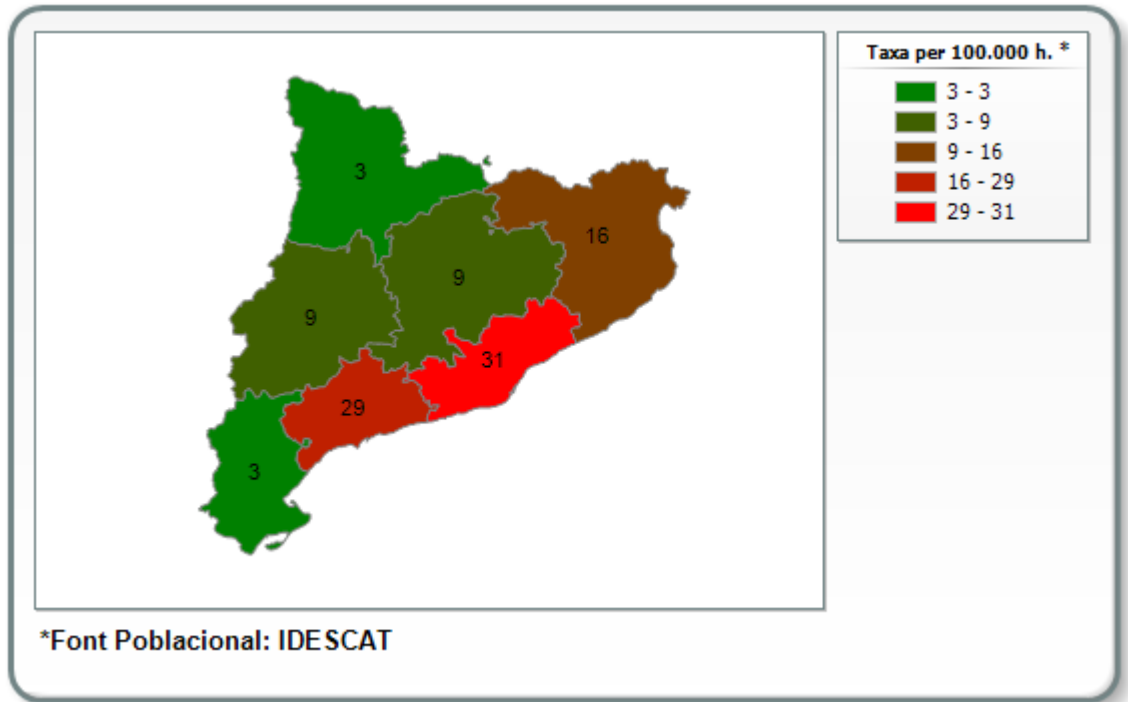 Taxa per 100.000 h. *
3 - 3
3 - 9
9 - 16
16 - 29
29 - 31
3
16
9
9
31
29
3
*Font Poblacional: IDESCAT